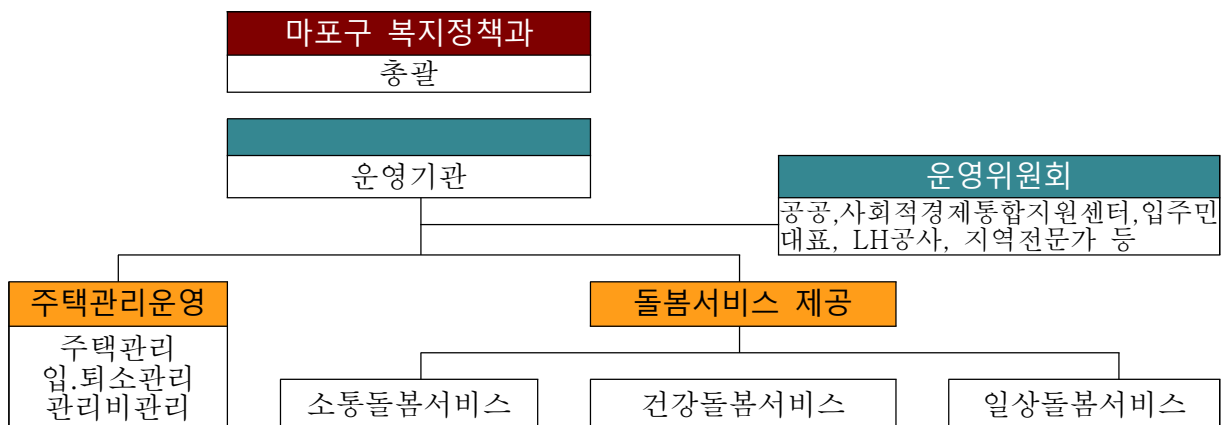 마포구 복지정책과
총괄
운영기관
운영위원회
공공,사회적경제통합지원센터,입주민
대표, LH공사, 지역전문가 등
주택관리운영
주택관리
입.퇴소관리
관리비관리
돌봄서비스 제공
소통돌봄서비스
건강돌봄서비스
일상돌봄서비스